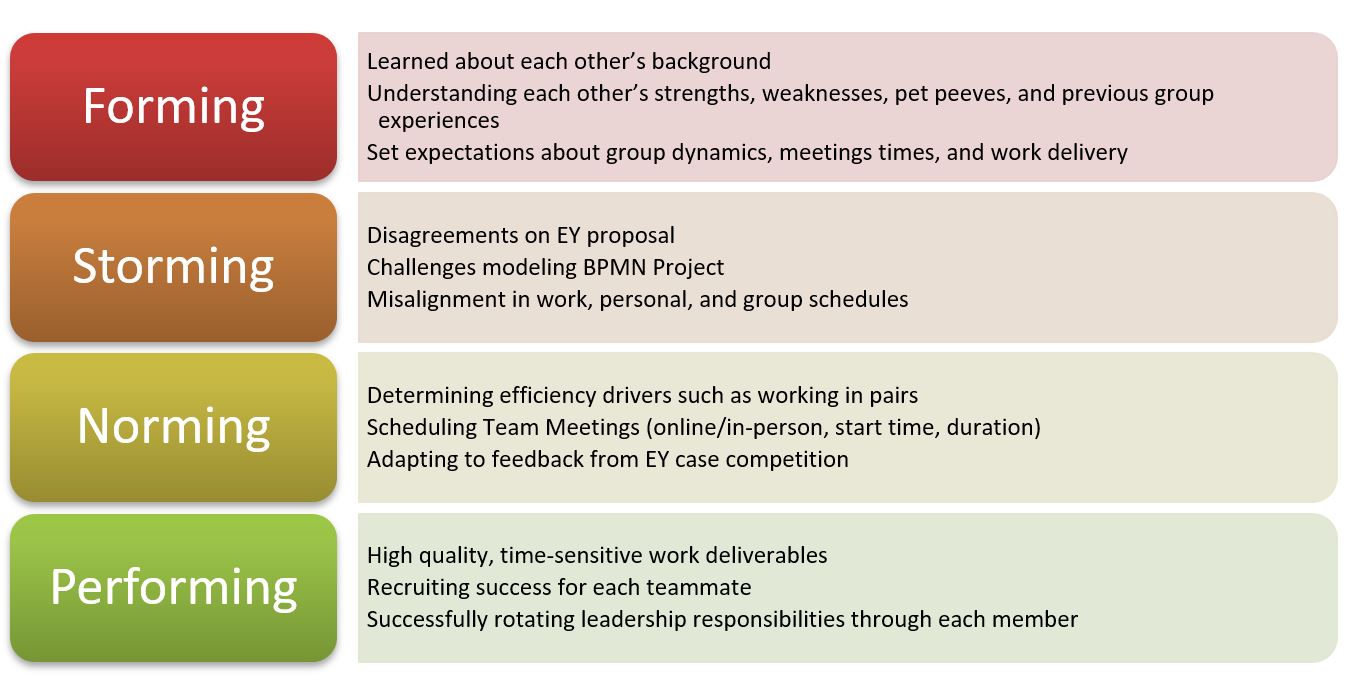 Forming
Learned about each other’s background
Understanding each other’s strengths, weaknesses, pet peeves, and previous group
experiences
Set expectations about group dynamics, meetings times, and work delivery
Storming
Disagreements on EY proposal
Challenges modeling BPMN Project
Misalignment in work, personal, and group schedules
Norming
Determining efficiency drivers such as working in pairs
Scheduling Team Meetings (online/in-person, start time, duration)
Adapting to feedback from EY case competition
Performing
High quality, time-sensitive work deliverables
Recruiting success for each teammate
Successfully rotating leadership responsibilities through each member